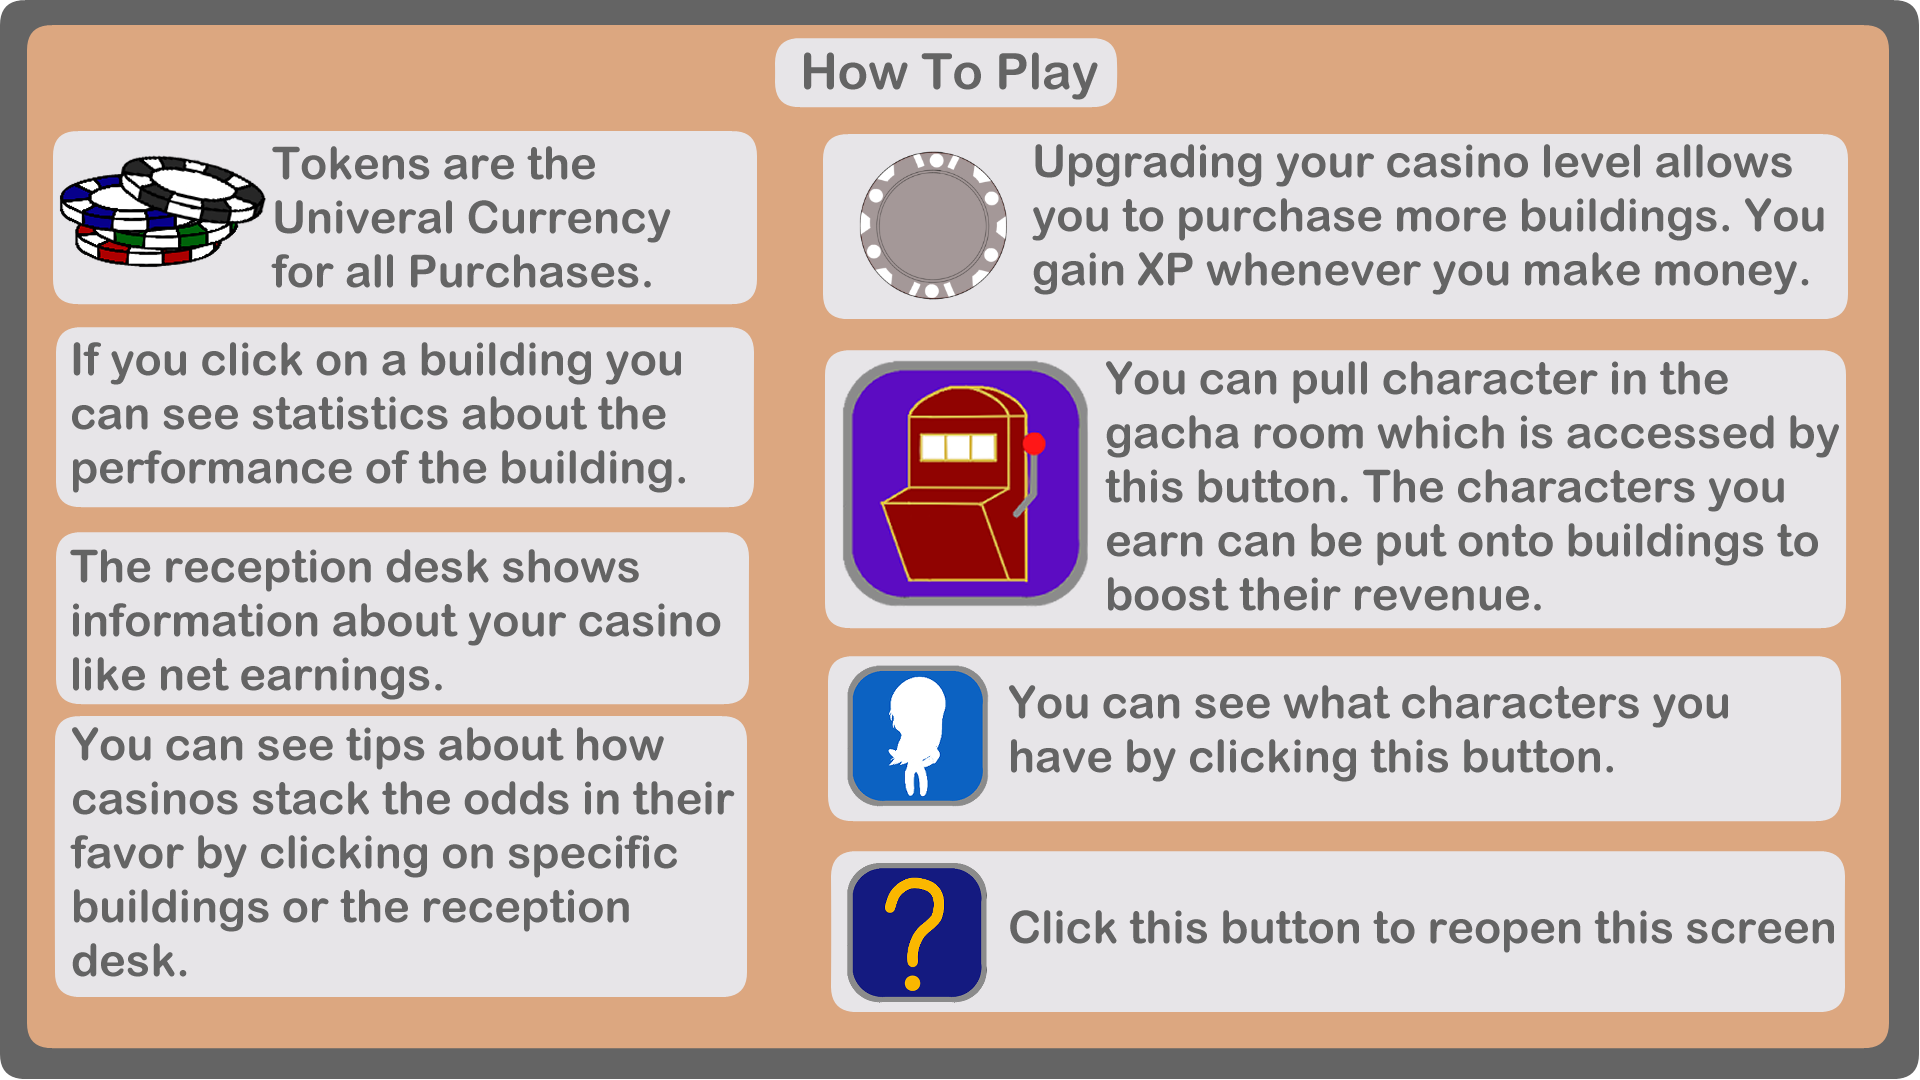 How To Play
Tokens are the
Univeral Currency
for all Purchases.
If you click on a building you
can see statistics about the
performance of the building.
The reception desk shows
information about your casino
like net earnings.
You can see tips about how
casinos stack the odds in their
favor by clicking on specific
buildings or the reception
desk.
Upgrading your casino level allows
you to purchase more buildings. You
gain XP whenever you make money.
You can pull character in the
gacha room which is accessed by
this button. The characters you
earn can be put onto buildings to
boost their revenue.
You can see what characters you
have by clicking this button.
?
Click this button to reopen this screen